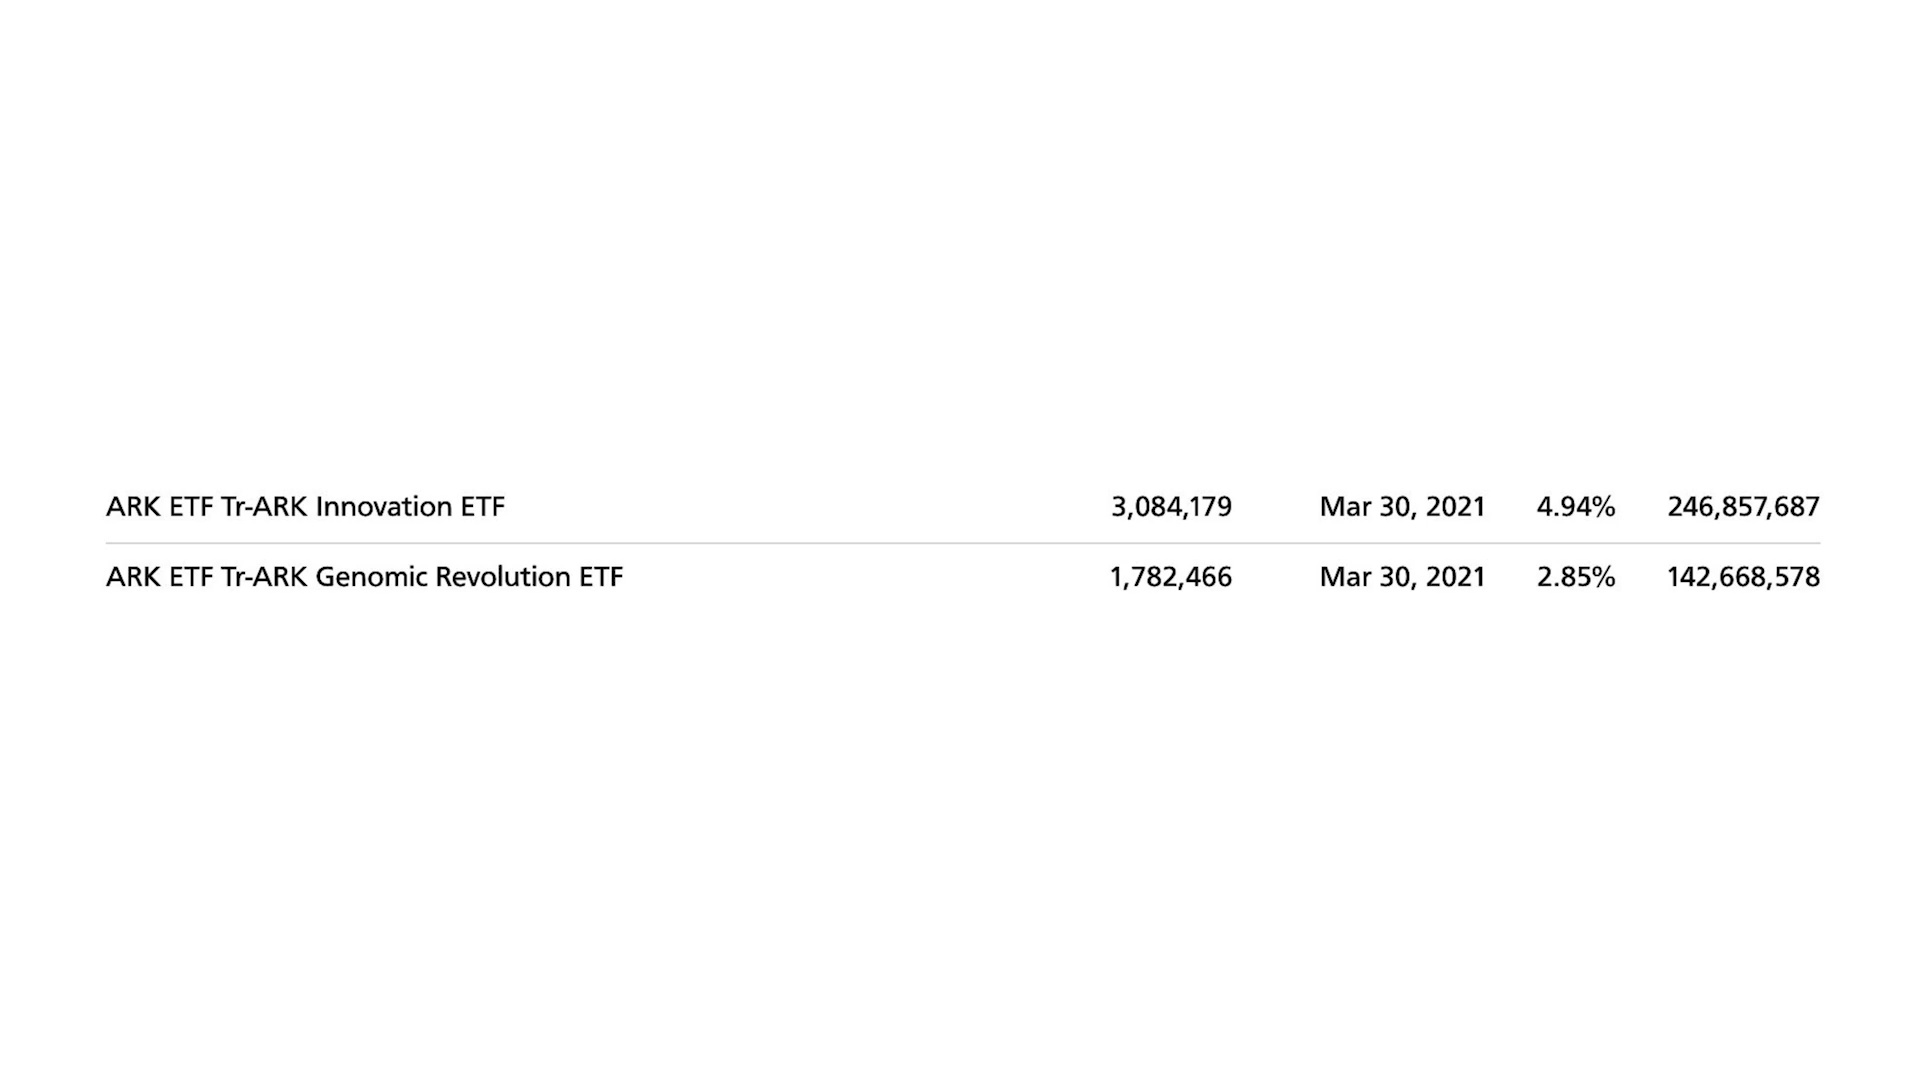 ARK ETF Tr-ARK Innovation ETF 3,084,179 Mar 30, 2021 4.94% 246,857,687
ARK ETF Tr-ARK Genomic Revolution ETF 1,782,466 Mar 30, 2021 2.85% 142,668,578